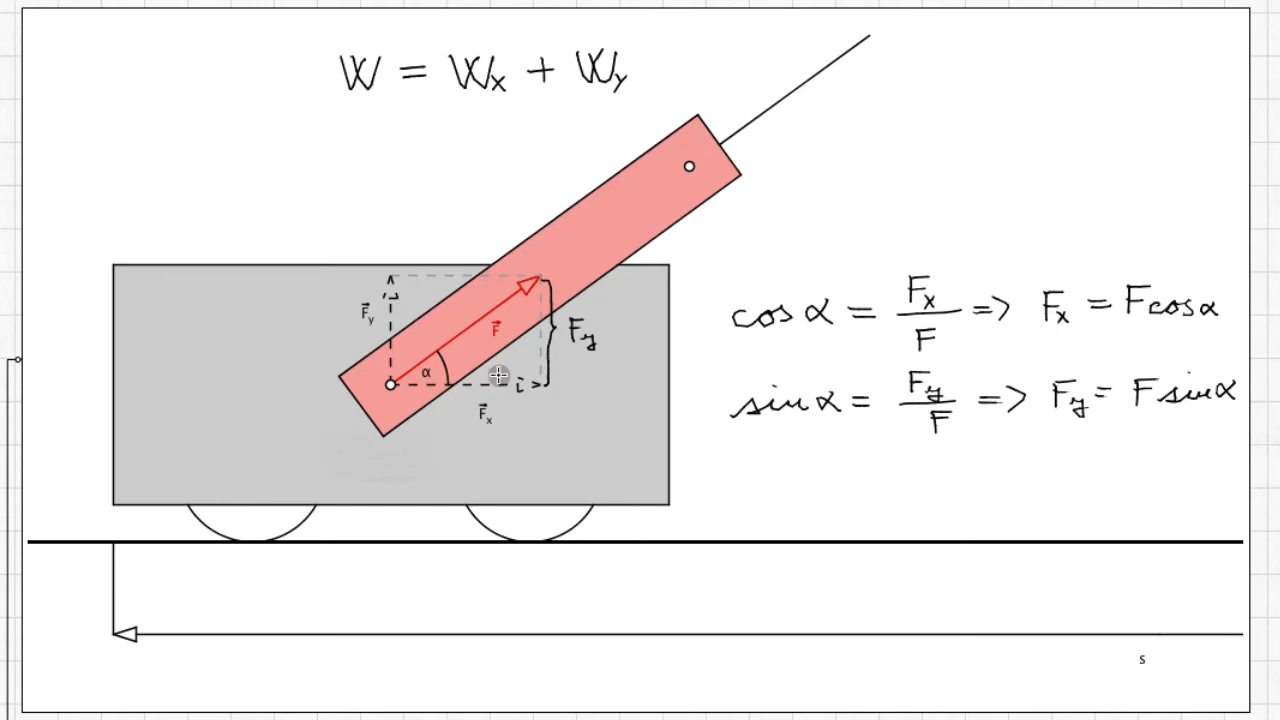 W = Wx + Wy
F⃗y
F⃗
Fy
α
i
F⃗x
cos α = Fx/F => Fx = F cos α
sin α = Fy/F => Fy = F sin α
s